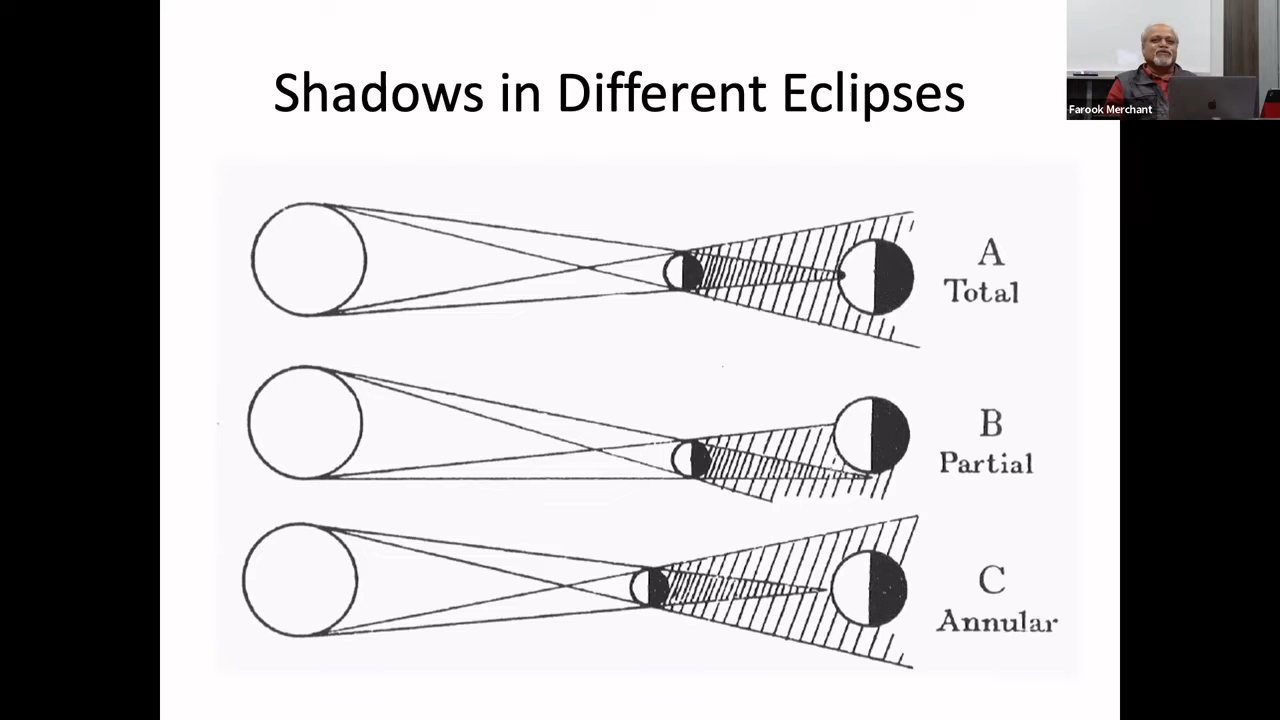 Shadows in Different Eclipses
Farook Merchant
A
Total
B
Partial
C
Annular